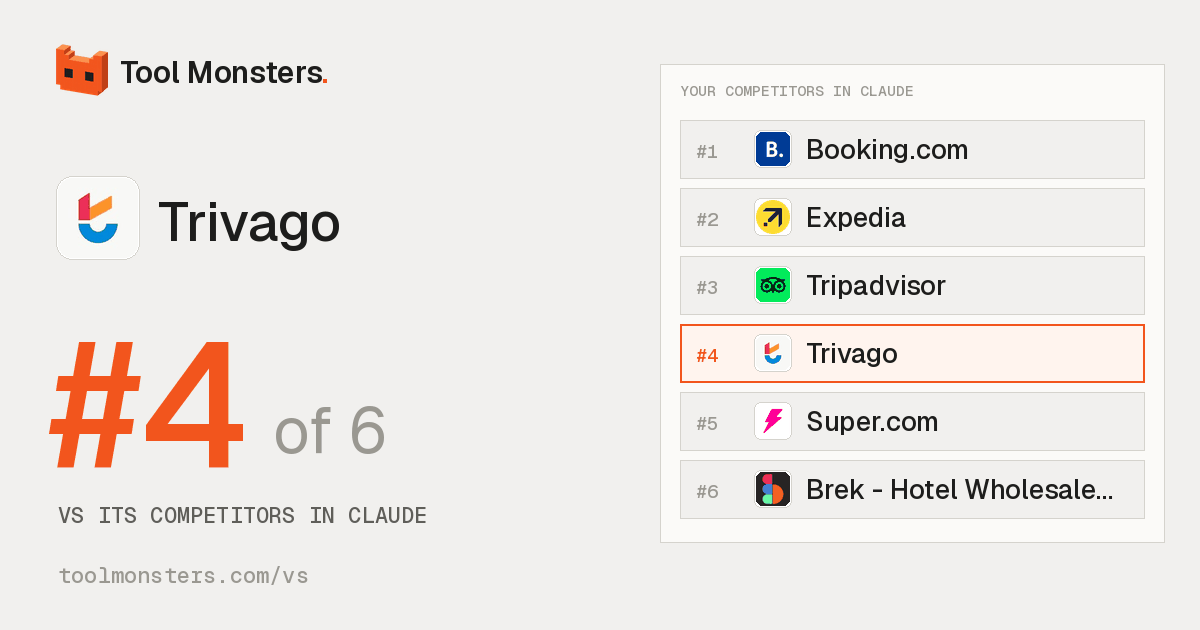 Tool Monsters.
Trivago
#4 of 6
VS ITS COMPETITORS IN CLAUDE
toolmonsters.com/vs
YOUR COMPETITORS IN CLAUDE
#1 B. Booking.com
#2 Expedia
#3 Tripadvisor
#4 Trivago
#5 Super.com
#6 Brek - Hotel Wholesale...